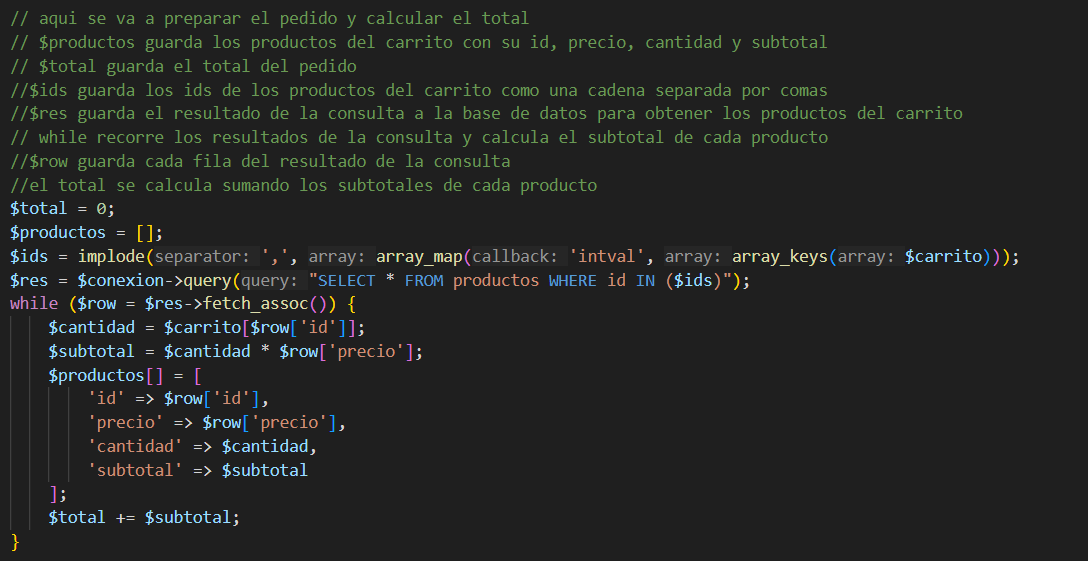 // aqui se va a preparar el pedido y calcular el total
// $productos guarda los productos del carrito con su id, precio, cantidad y subtotal
// $total guarda el total del pedido
//$ids guarda los ids de los productos del carrito como una cadena separada por comas
//$res guarda el resultado de la consulta a la base de datos para obtener los productos del carrito
// while recorre los resultados de la consulta y calcula el subtotal de cada producto
//$row guarda cada fila del resultado de la consulta
//el total se calcula sumando los subtotales de cada producto
$total = 0;
$productos = [];
$ids = implode(separator: ',', array: array_map(callback: 'intval', array: array_keys(array: $carrito)));
$res = $conexion->query(query: "SELECT * FROM productos WHERE id IN ($ids)");
while ($row = $res->fetch_assoc()) {
    $cantidad = $carrito[$row['id']];
    $subtotal = $cantidad * $row['precio'];
    $productos[] = [
        'id' => $row['id'],
        'precio' => $row['precio'],
        'cantidad' => $cantidad,
        'subtotal' => $subtotal
    ];
    $total += $subtotal;
}